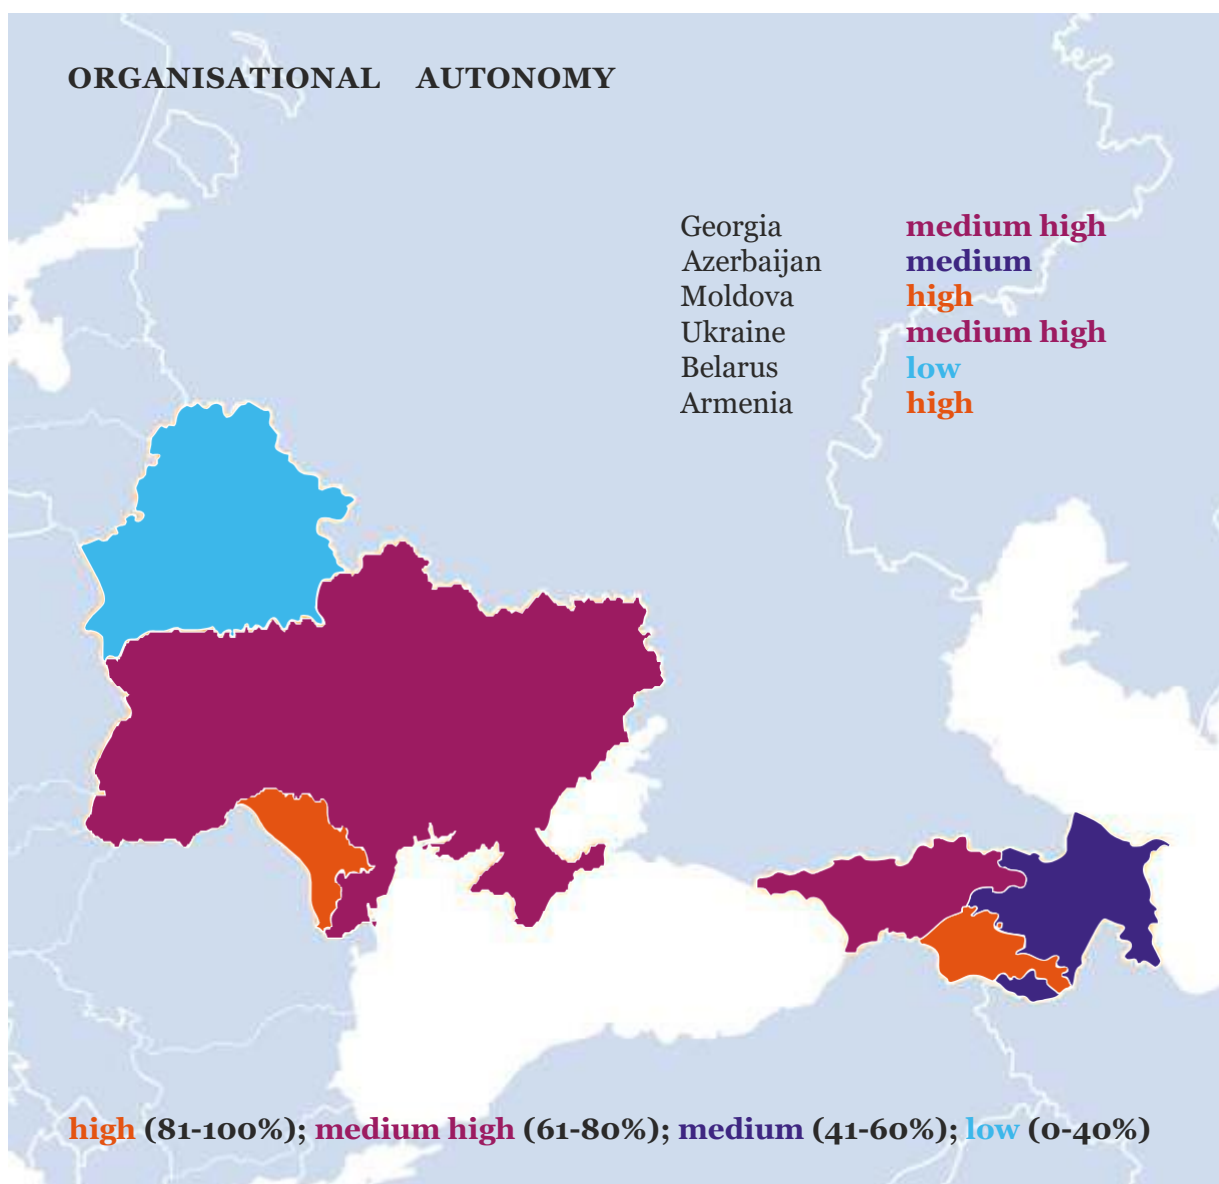 ORGANISATIONAL AUTONOMY
Georgia medium high
Azerbaijan medium
Moldova high
Ukraine medium high
Belarus low
Armenia high
high (81-100%); medium high (61-80%); medium (41-60%); low (0-40%)